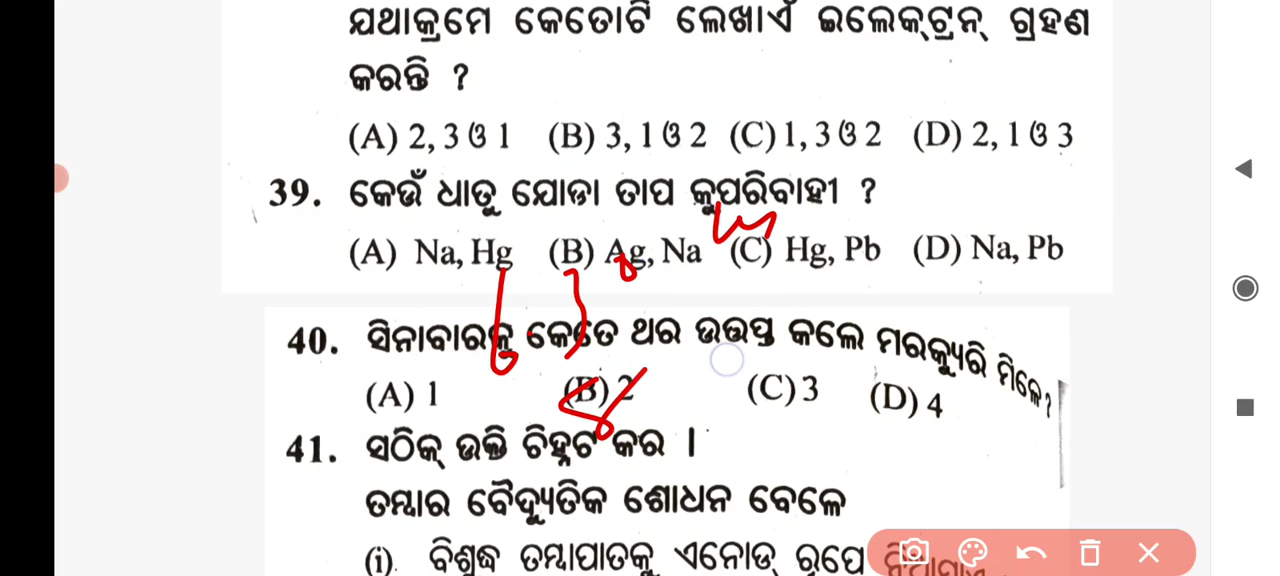 ଯଥାକ୍ରମେ କେତୋଟି ଲେଖାଏଁ ଇଲେକ୍‌ଟ୍ରନ୍ ଗ୍ରହଣ
କରନ୍ତି ?
(A) 2, 3 ଓ 1 (B) 3, 1 ଓ 2 (C) 1, 3 ଓ 2 (D) 2, 1 ଓ 3
39. କେଉଁ ଧାତୁ ଯୋଡା ତାପ କୁପରିବାହୀ ?
(A) Na, Hg (B) Ag, Na (C) Hg, Pb (D) Na, Pb
40. ସିନାବାରକୁ କେତେ ଥର ଉତ୍ତପ୍ତ କଲେ ମରକ୍ୟୁରି ମିଳେ?
(A) 1 (B) 2 (C) 3 (D) 4
41. ସଠିକ୍ ଉକ୍ତି ଚିହ୍ନଟ କର ।
ତମ୍ବାର ବୈଦ୍ୟୁତିକ ଶୋଧନ ବେଳେ
(i). ବିଶୁଦ୍ଧ ତମ୍ବାପାତକୁ ଏନୋଡ୍ ରୂପେ